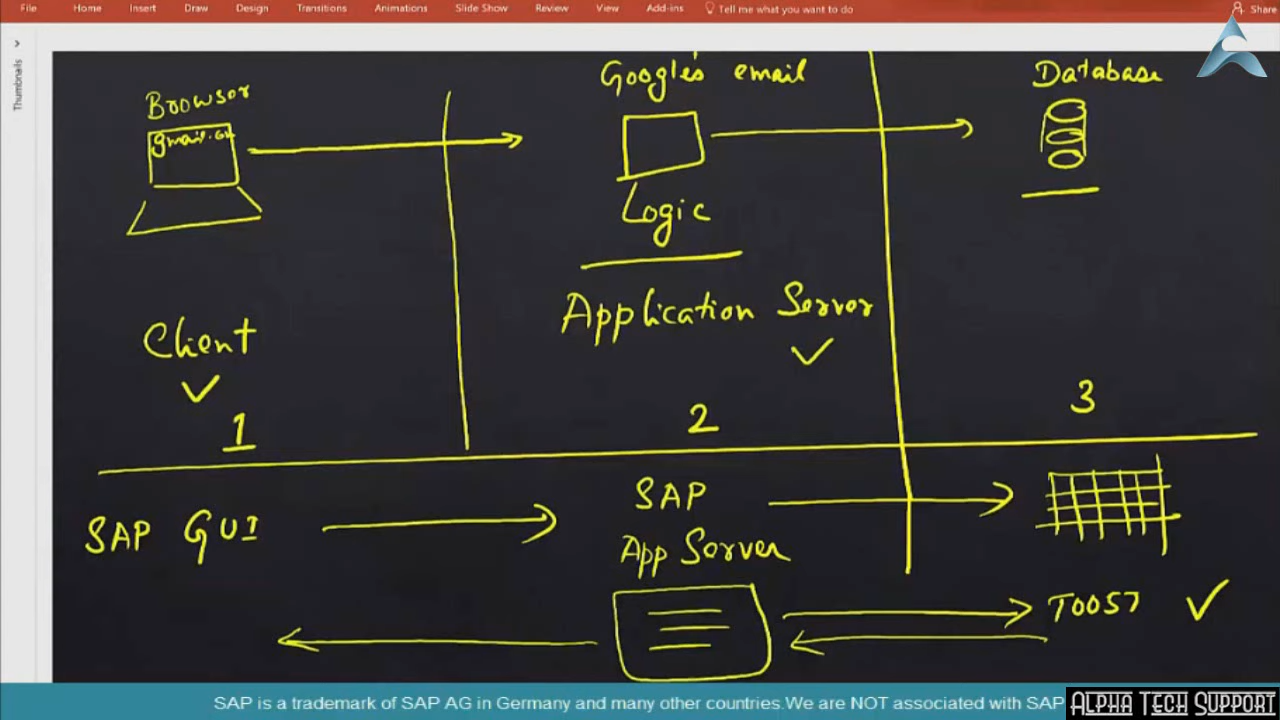 File Home Insert Draw Design Transitions Animations Slide Show Review View Add-ins Tell me what you want to do Share
Thumbnails
Browser
gmail.com
Google's email
Logic
Application Server
Database
Client
1
2
3
SAP GUI
SAP
App Server
T005T
SAP is a trademark of SAP AG in Germany and many other countries.We are NOT associated with SAP
ALPHA TECH SUPPORT